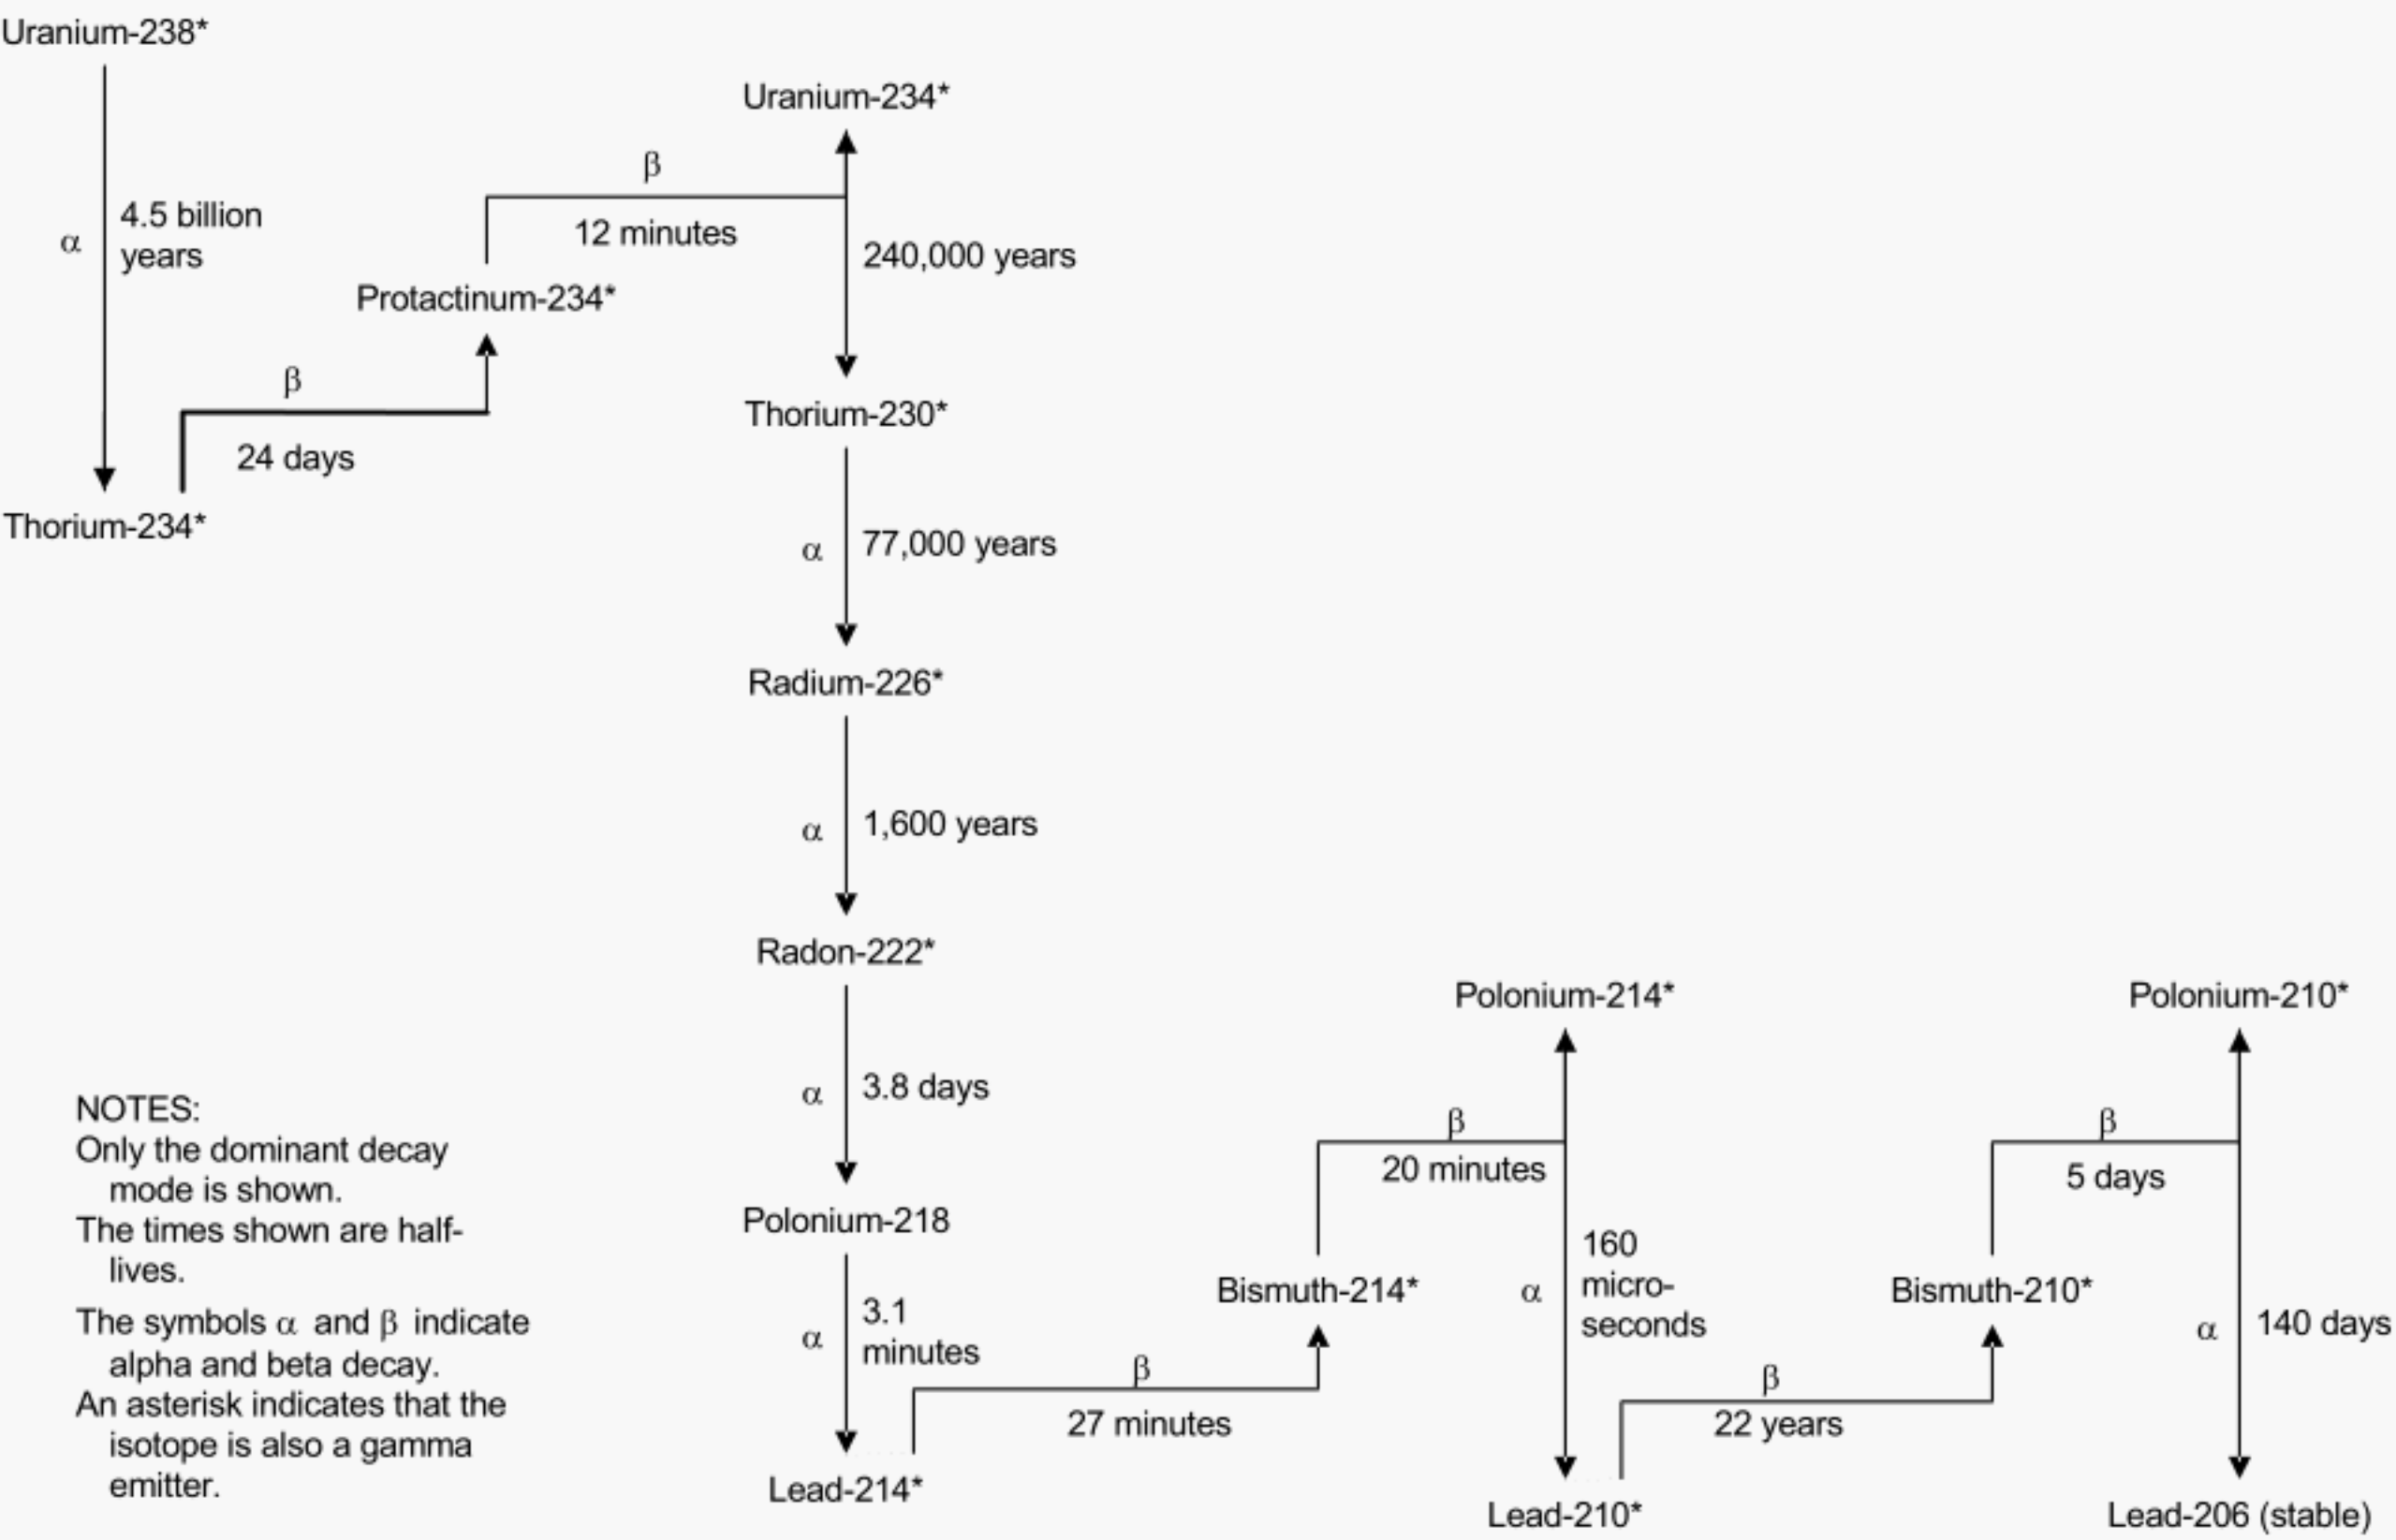 Uranium-238*
Uranium-234*
β
4.5 billion
years
α
12 minutes
240,000 years
Protactinum-234*
β
Thorium-230*
24 days
Thorium-234*
α
77,000 years
Radium-226*
α
1,600 years
Radon-222*
Polonium-214*
Polonium-210*
α
3.8 days
NOTES:
Only the dominant decay
mode is shown.
The times shown are half-
lives.
The symbols α and β indicate
alpha and beta decay.
An asterisk indicates that the
isotope is also a gamma
emitter.
β
20 minutes
β
5 days
Polonium-218
160
micro-
seconds
α
Bismuth-214*
Bismuth-210*
α
140 days
3.1
minutes
α
β
27 minutes
β
22 years
Lead-214*
Lead-210*
Lead-206 (stable)